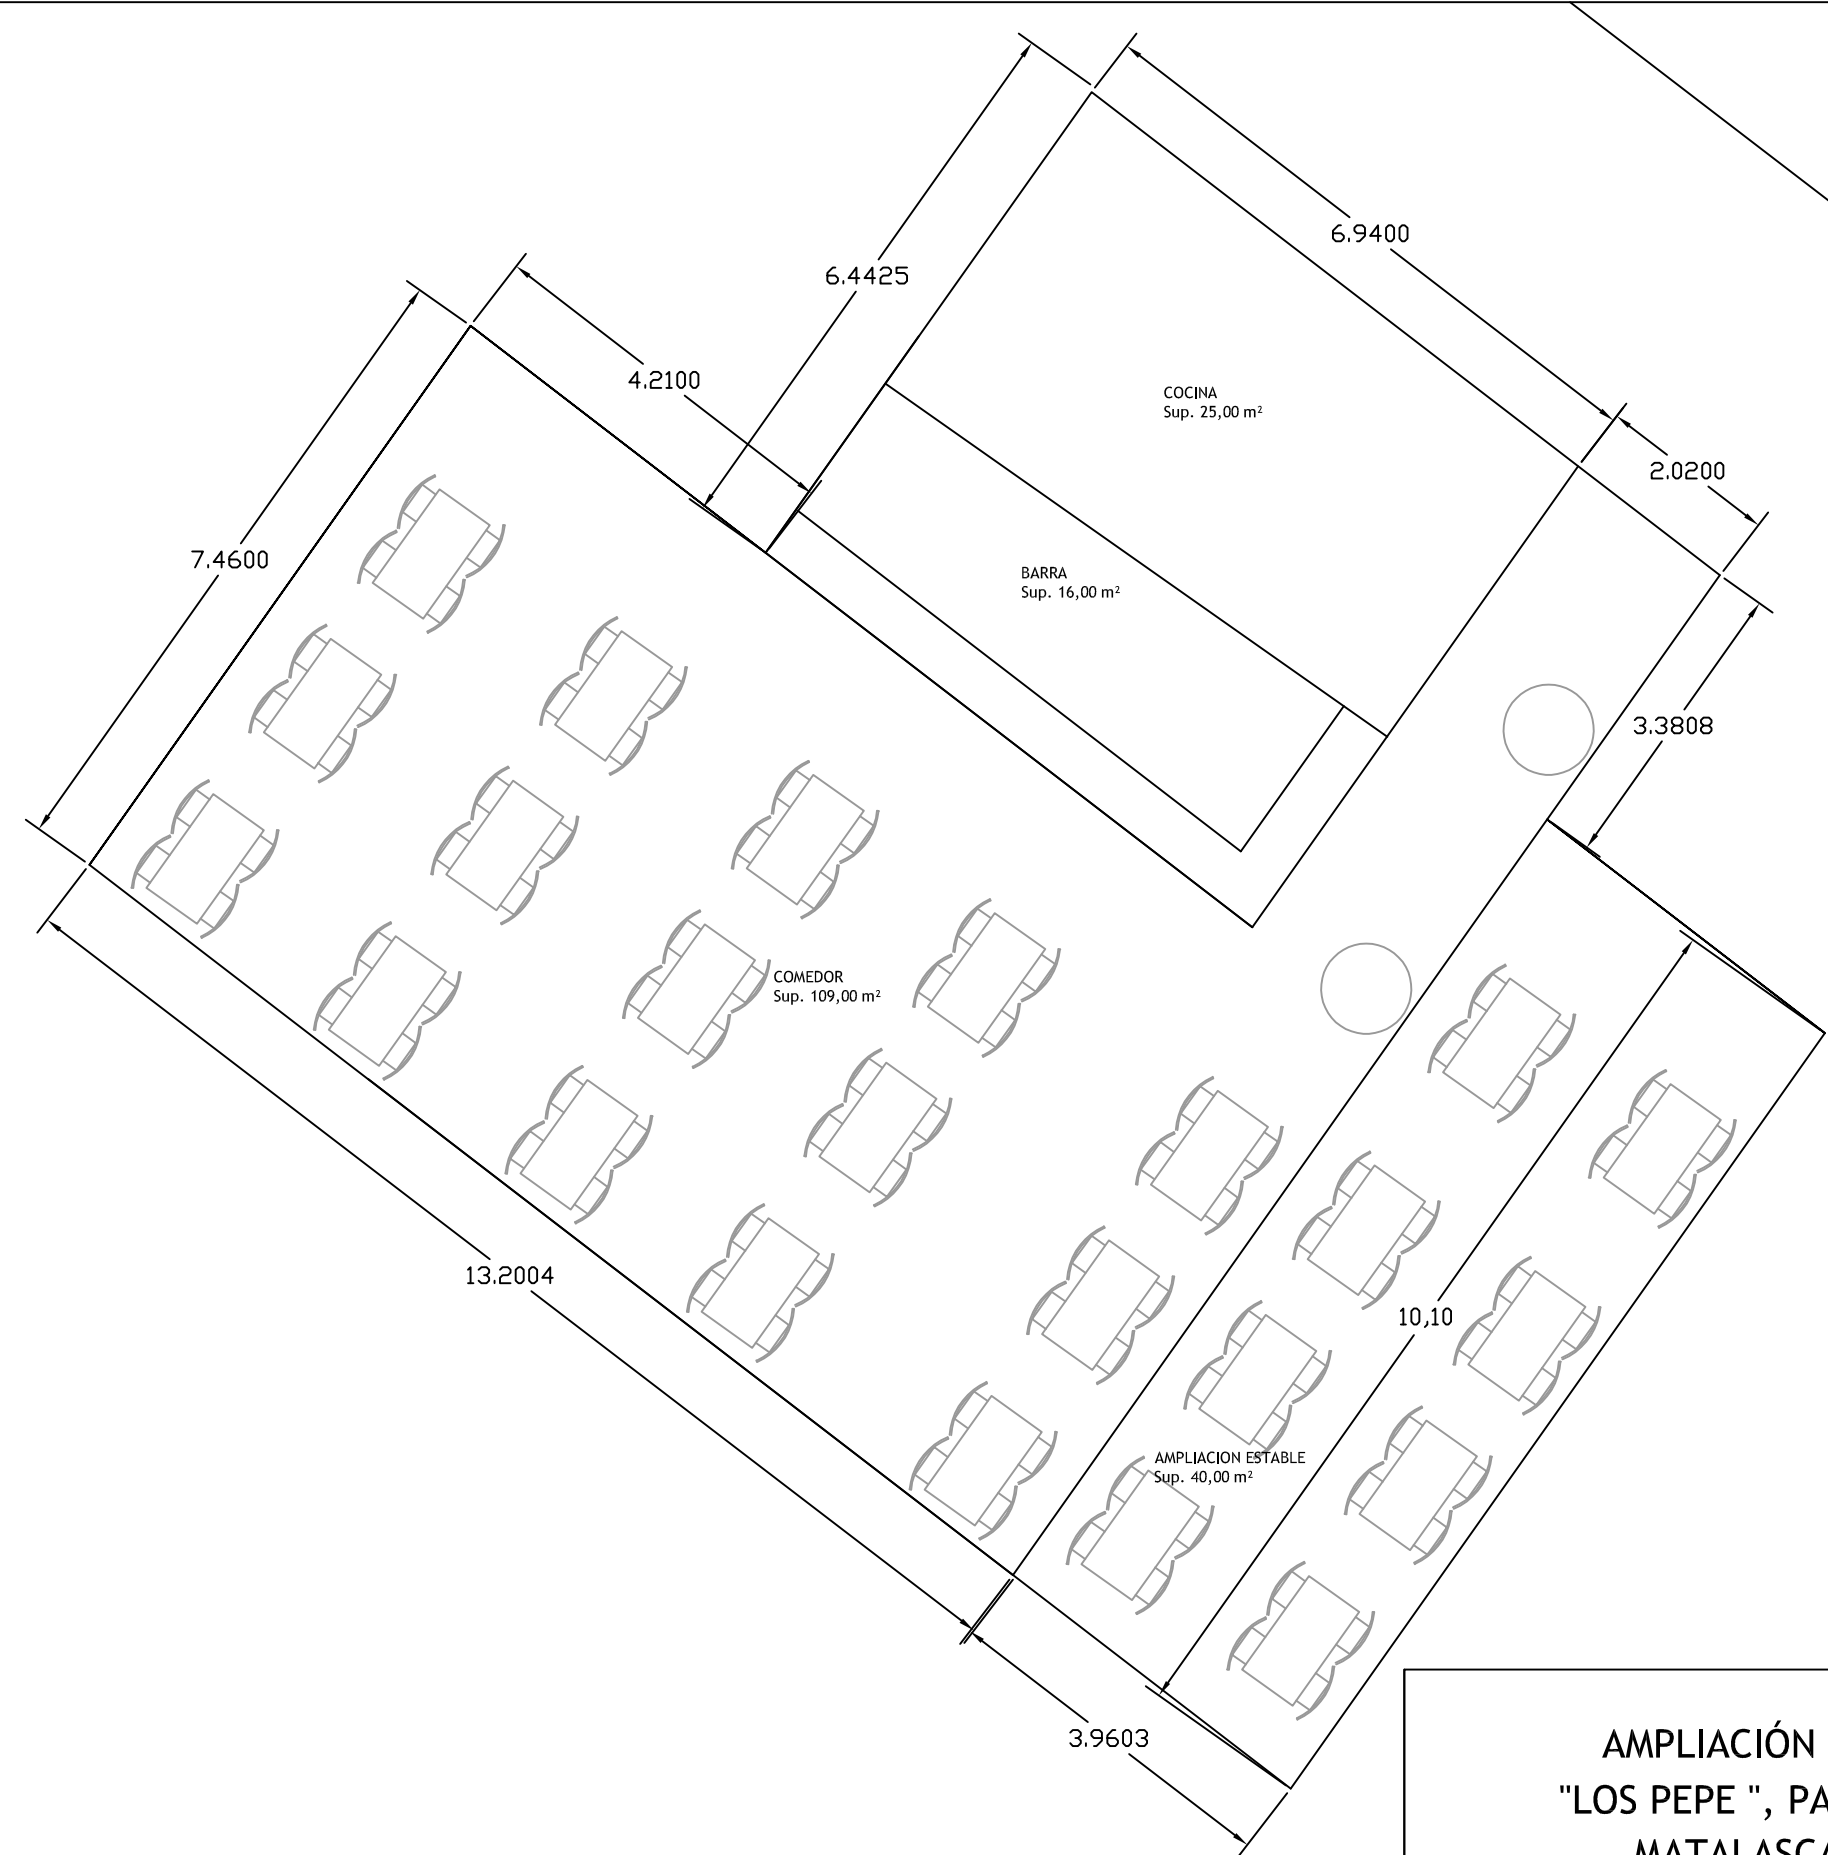 6.9400
6.4425
4.2100
COCINA
Sup. 25,00 m²
2.0200
7.4600
BARRA
Sup. 16,00 m²
3.3808
COMEDOR
Sup. 109,00 m²
13.2004
10,10
AMPLIACION ESTABLE
Sup. 40,00 m²
3.9603
AMPLIACIÓN
"LOS PEPE ", PA
MATALASCA